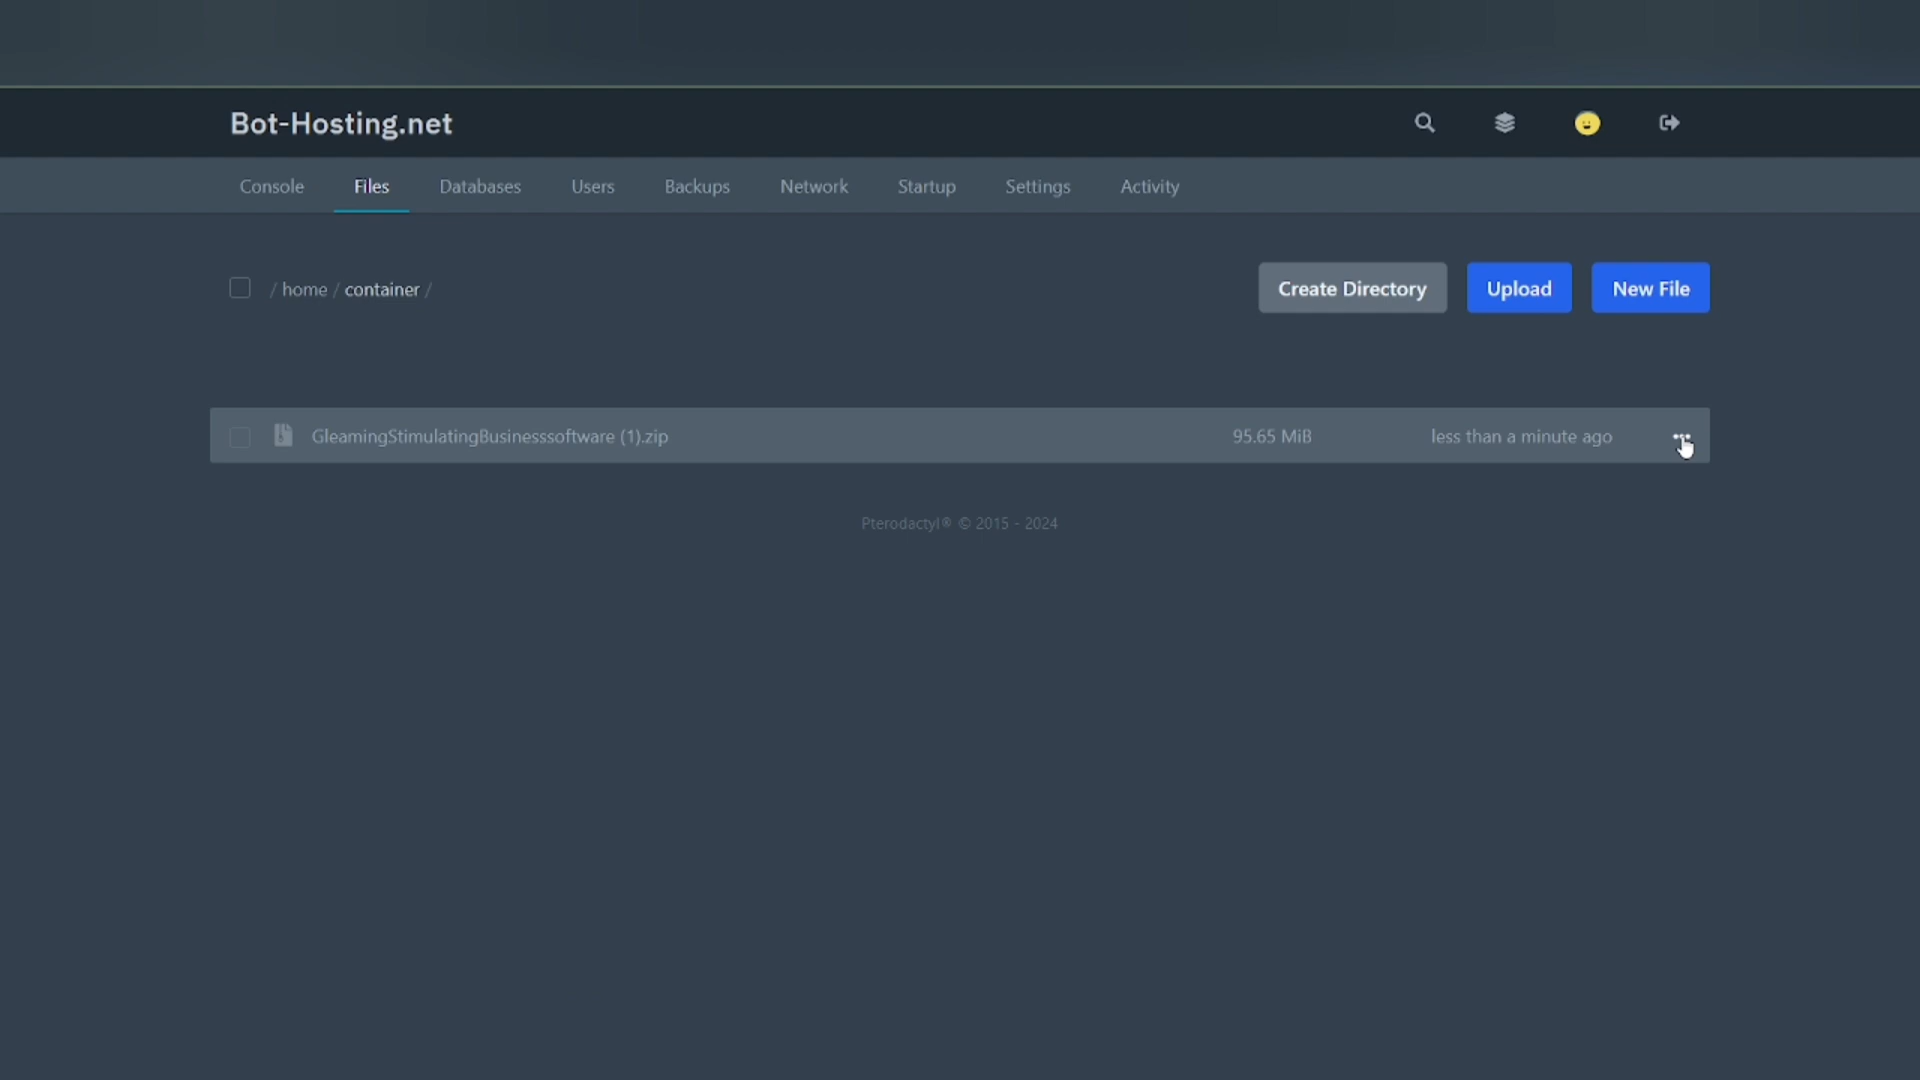 Bot-Hosting.net
Console Files Databases Users Backups Network Startup Settings Activity
/ home / container /
Create Directory Upload New File
GleamingStimulatingBusinesssoftware (1).zip 95.65 MiB less than a minute ago
Pterodactyl® © 2015 - 2024